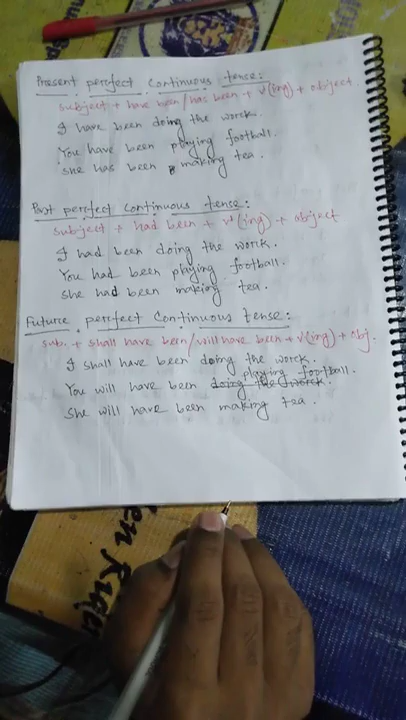 Present perfect Continuous tense:
Subject + have been/has been + v(ing) + object.
I have been doing the work.
You have been playing football.
She has been making tea.
Past perfect Continuous tense:
Subject + had been + v(ing) + object
I had been doing the work.
You had been playing football.
She had been making tea.
Future perfect Continuous tense:
Sub. + shall have been/will have been + v(ing) + obj.
I shall have been doing the work.
playing football.
You will have been doing the work.
She will have been making tea.